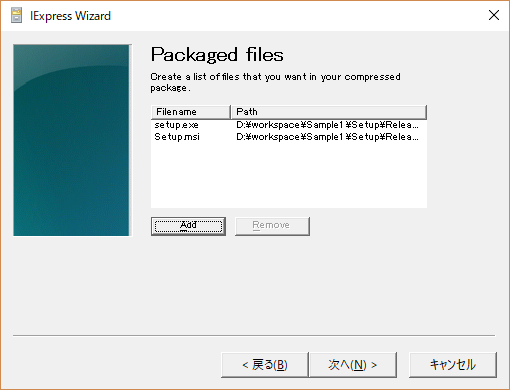 IExpress Wizard
Packaged files
Create a list of files that you want in your compressed
package.
Filename Path
setup.exe D:¥workspace¥Sample1¥Setup¥Relea...
Setup.msi D:¥workspace¥Sample1¥Setup¥Relea...
Add Remove
< 戻る(B) 次へ(N) > キャンセル